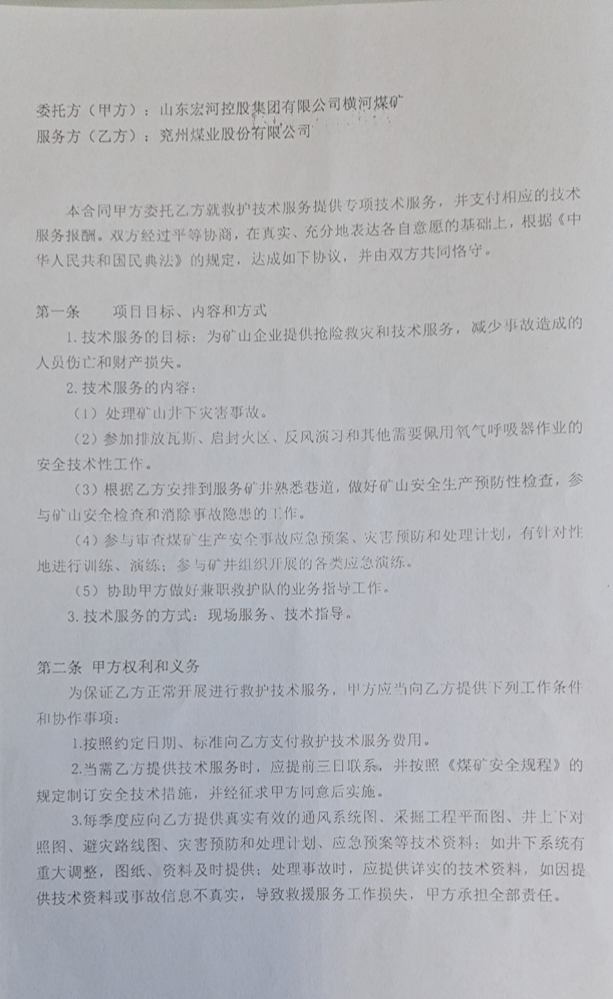 委托方（甲方）：山东宏河控股集团有限公司横河煤矿
服务方（乙方）：兖州煤业股份有限公司
本合同甲方委托乙方就救护技术服务提供专项技术服务，并支付相应的技术
服务报酬。双方经过平等协商，在真实、充分地表达各自意愿的基础上，根据《中
华人民共和国民典法》的规定，达成如下协议，并由双方共同恪守。
第一条 项目目标、内容和方式
1.技术服务的目标：为矿山企业提供抢险救灾和技术服务，减少事故造成的
人员伤亡和财产损失。
2.技术服务的内容：
（1）处理矿山井下灾害事故。
（2）参加排放瓦斯、启封火区、反风演习和其他需要佩用氧气呼吸器作业的
安全技术性工作。
（3）根据乙方安排到服务矿井熟悉巷道，做好矿山安全生产预防性检查，参
与矿山安全检查和消除事故隐患的工作。
（4）参与审查煤矿生产安全事故应急预案、灾害预防和处理计划，有针对性
地进行训练、演练；参与矿井组织开展的各类应急演练。
（5）协助甲方做好兼职救护队的业务指导工作。
3.技术服务的方式：现场服务、技术指导。
第二条 甲方权利和义务
为保证乙方正常开展进行救护技术服务，甲方应当向乙方提供下列工作条件
和协作事项：
1.按照约定日期、标准向乙方支付救护技术服务费用。
2.当需乙方提供技术服务时，应提前三日联系，并按照《煤矿安全规程》的
规定制订安全技术措施，并经征求甲方同意后实施。
3.每季度应向乙方提供真实有效的通风系统图、采掘工程平面图、井上下对
照图、避灾路线图、灾害预防和处理计划、应急预案等技术资料；如井下系统有
重大调整，图纸、资料及时提供；处理事故时，应提供详实的技术资料，如因提
供技术资料或事故信息不真实，导致救援服务工作损失，甲方承担全部责任。